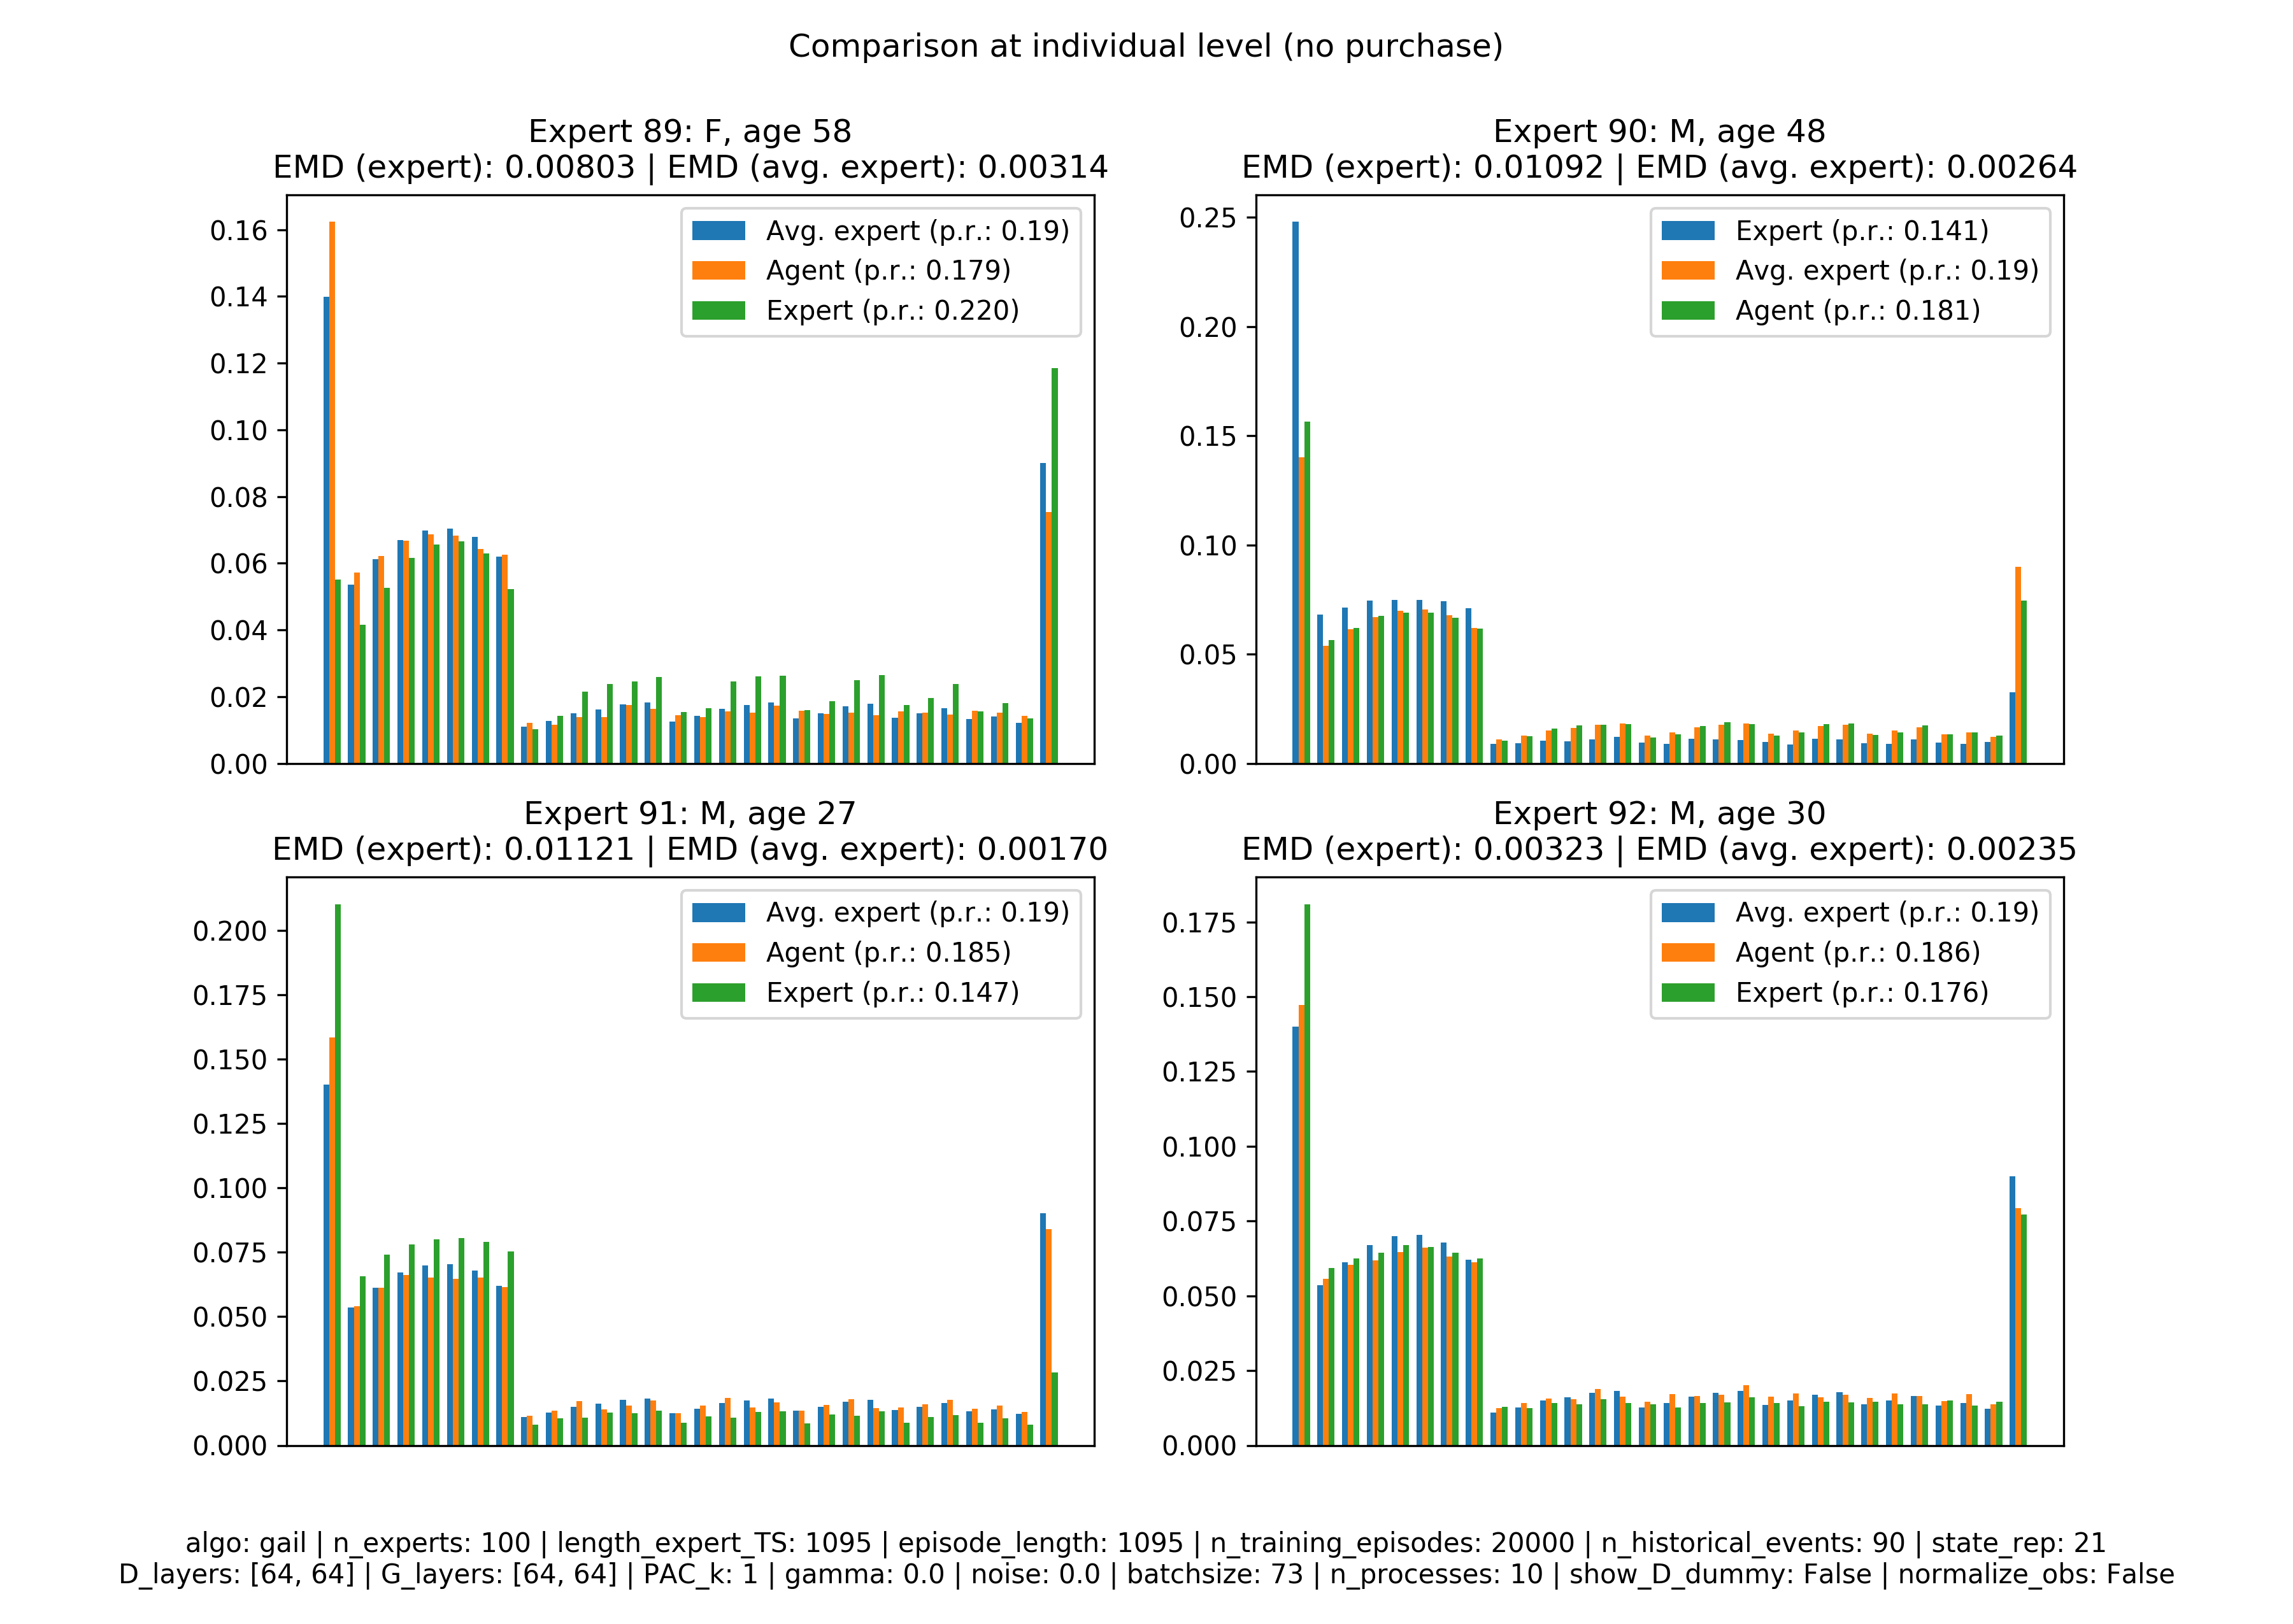 Comparison at individual level (no purchase)
Expert 89: F, age 58
EMD (expert): 0.00803 | EMD (avg. expert): 0.00314
0.16
0.14
0.12
0.10
0.08
0.06
0.04
0.02
0.00
Avg. expert (p.r.: 0.19)
Agent (p.r.: 0.179)
Expert (p.r.: 0.220)
Expert 90: M, age 48
EMD (expert): 0.01092 | EMD (avg. expert): 0.00264
0.25
0.20
0.15
0.10
0.05
0.00
Expert (p.r.: 0.141)
Avg. expert (p.r.: 0.19)
Agent (p.r.: 0.181)
Expert 91: M, age 27
EMD (expert): 0.01121 | EMD (avg. expert): 0.00170
0.200
0.175
0.150
0.125
0.100
0.075
0.050
0.025
0.000
Avg. expert (p.r.: 0.19)
Agent (p.r.: 0.185)
Expert (p.r.: 0.147)
Expert 92: M, age 30
EMD (expert): 0.00323 | EMD (avg. expert): 0.00235
0.175
0.150
0.125
0.100
0.075
0.050
0.025
0.000
Avg. expert (p.r.: 0.19)
Agent (p.r.: 0.186)
Expert (p.r.: 0.176)
algo: gail | n_experts: 100 | length_expert_TS: 1095 | episode_length: 1095 | n_training_episodes: 20000 | n_historical_events: 90 | state_rep: 21
D_layers: [64, 64] | G_layers: [64, 64] | PAC_k: 1 | gamma: 0.0 | noise: 0.0 | batchsize: 73 | n_processes: 10 | show_D_dummy: False | normalize_obs: False